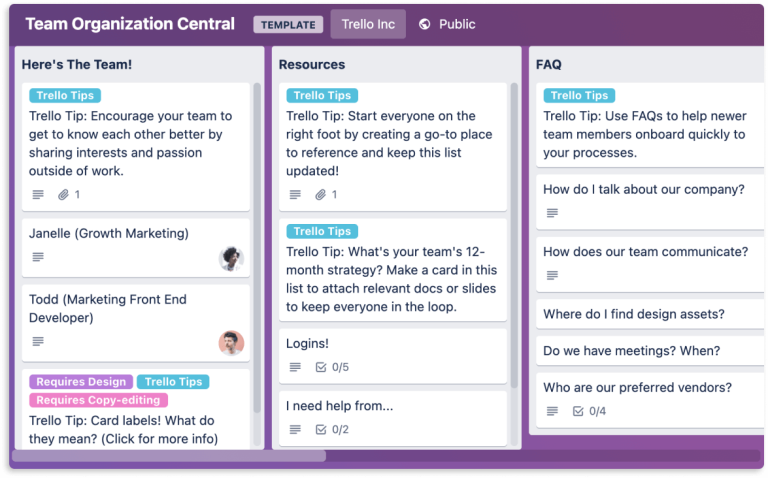 Team Organization Central TEMPLATE Trello Inc Public
Here's The Team!
Trello Tips
Trello Tip: Encourage your team to
get to know each other better by
sharing interests and passion
outside of work.
1
Janelle (Growth Marketing)
Todd (Marketing Front End
Developer)
Requires Design Trello Tips
Requires Copy-editing
Trello Tip: Card labels! What do
they mean? (Click for more info)
Resources
Trello Tips
Trello Tip: Start everyone on the
right foot by creating a go-to place
to reference and keep this list
updated!
1
Trello Tips
Trello Tip: What's your team's 12-
month strategy? Make a card in this
list to attach relevant docs or slides
to keep everyone in the loop.
Logins!
0/5
I need help from...
0/2
FAQ
Trello Tips
Trello Tip: Use FAQs to help newer
team members onboard quickly to
your processes.
How do I talk about our company?
How does our team communicate?
Where do I find design assets?
Do we have meetings? When?
Who are our preferred vendors?
0/4